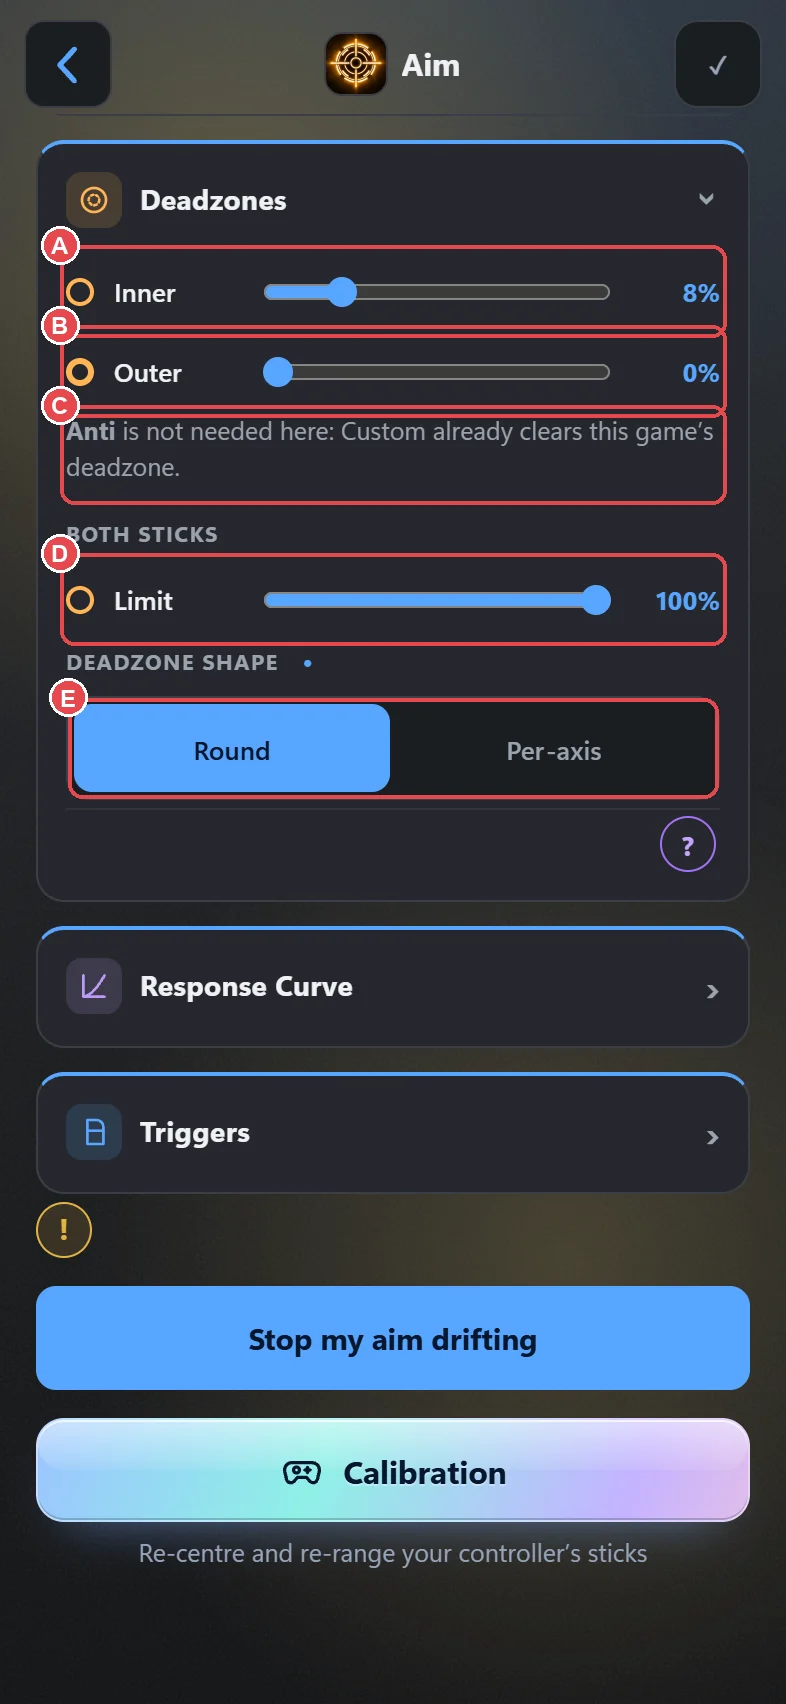 Aim
✓
Deadzones
A
Inner
8%
B
Outer
0%
C
Anti is not needed here: Custom already clears this game’s
deadzone.
BOTH STICKS
D
Limit
100%
DEADZONE SHAPE
E
Round
Per-axis
?
Response Curve
Triggers
!
Stop my aim drifting
Calibration
Re-centre and re-range your controller’s sticks